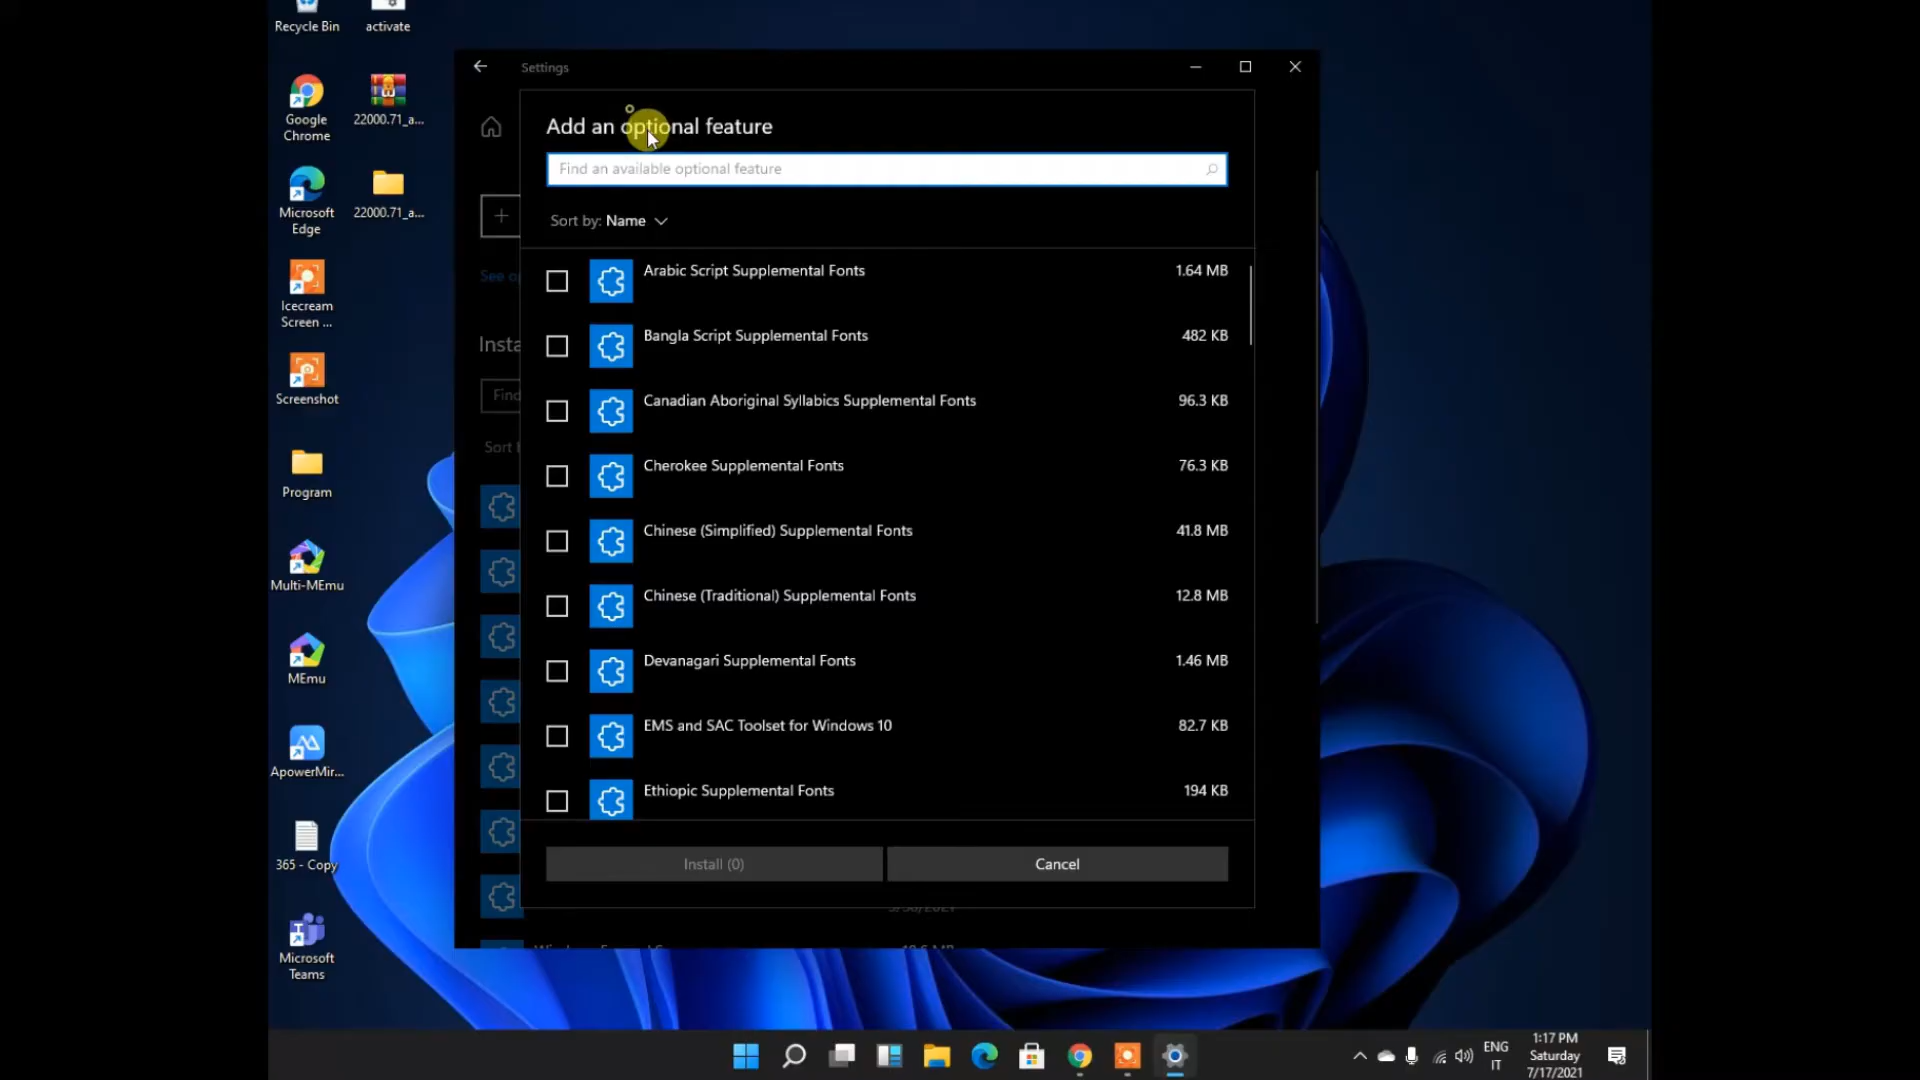 Recycle Bin
activate
Google
Chrome
22000.71_a...
Microsoft
Edge
22000.71_a...
Icecream
Screen ...
Screenshot
Program
Multi-MEmu
MEmu
ApowerMir...
365 - Copy
Microsoft
Teams
Settings
Add an optional feature
Find an available optional feature
Sort by: Name
See o
Insta
Find
Sort b
Arabic Script Supplemental Fonts 1.64 MB
Bangla Script Supplemental Fonts 482 KB
Canadian Aboriginal Syllabics Supplemental Fonts 96.3 KB
Cherokee Supplemental Fonts 76.3 KB
Chinese (Simplified) Supplemental Fonts 41.8 MB
Chinese (Traditional) Supplemental Fonts 12.8 MB
Devanagari Supplemental Fonts 1.46 MB
EMS and SAC Toolset for Windows 10 82.7 KB
Ethiopic Supplemental Fonts 194 KB
Install (0)
Cancel
ENG
IT
1:17 PM
Saturday
7/17/2021